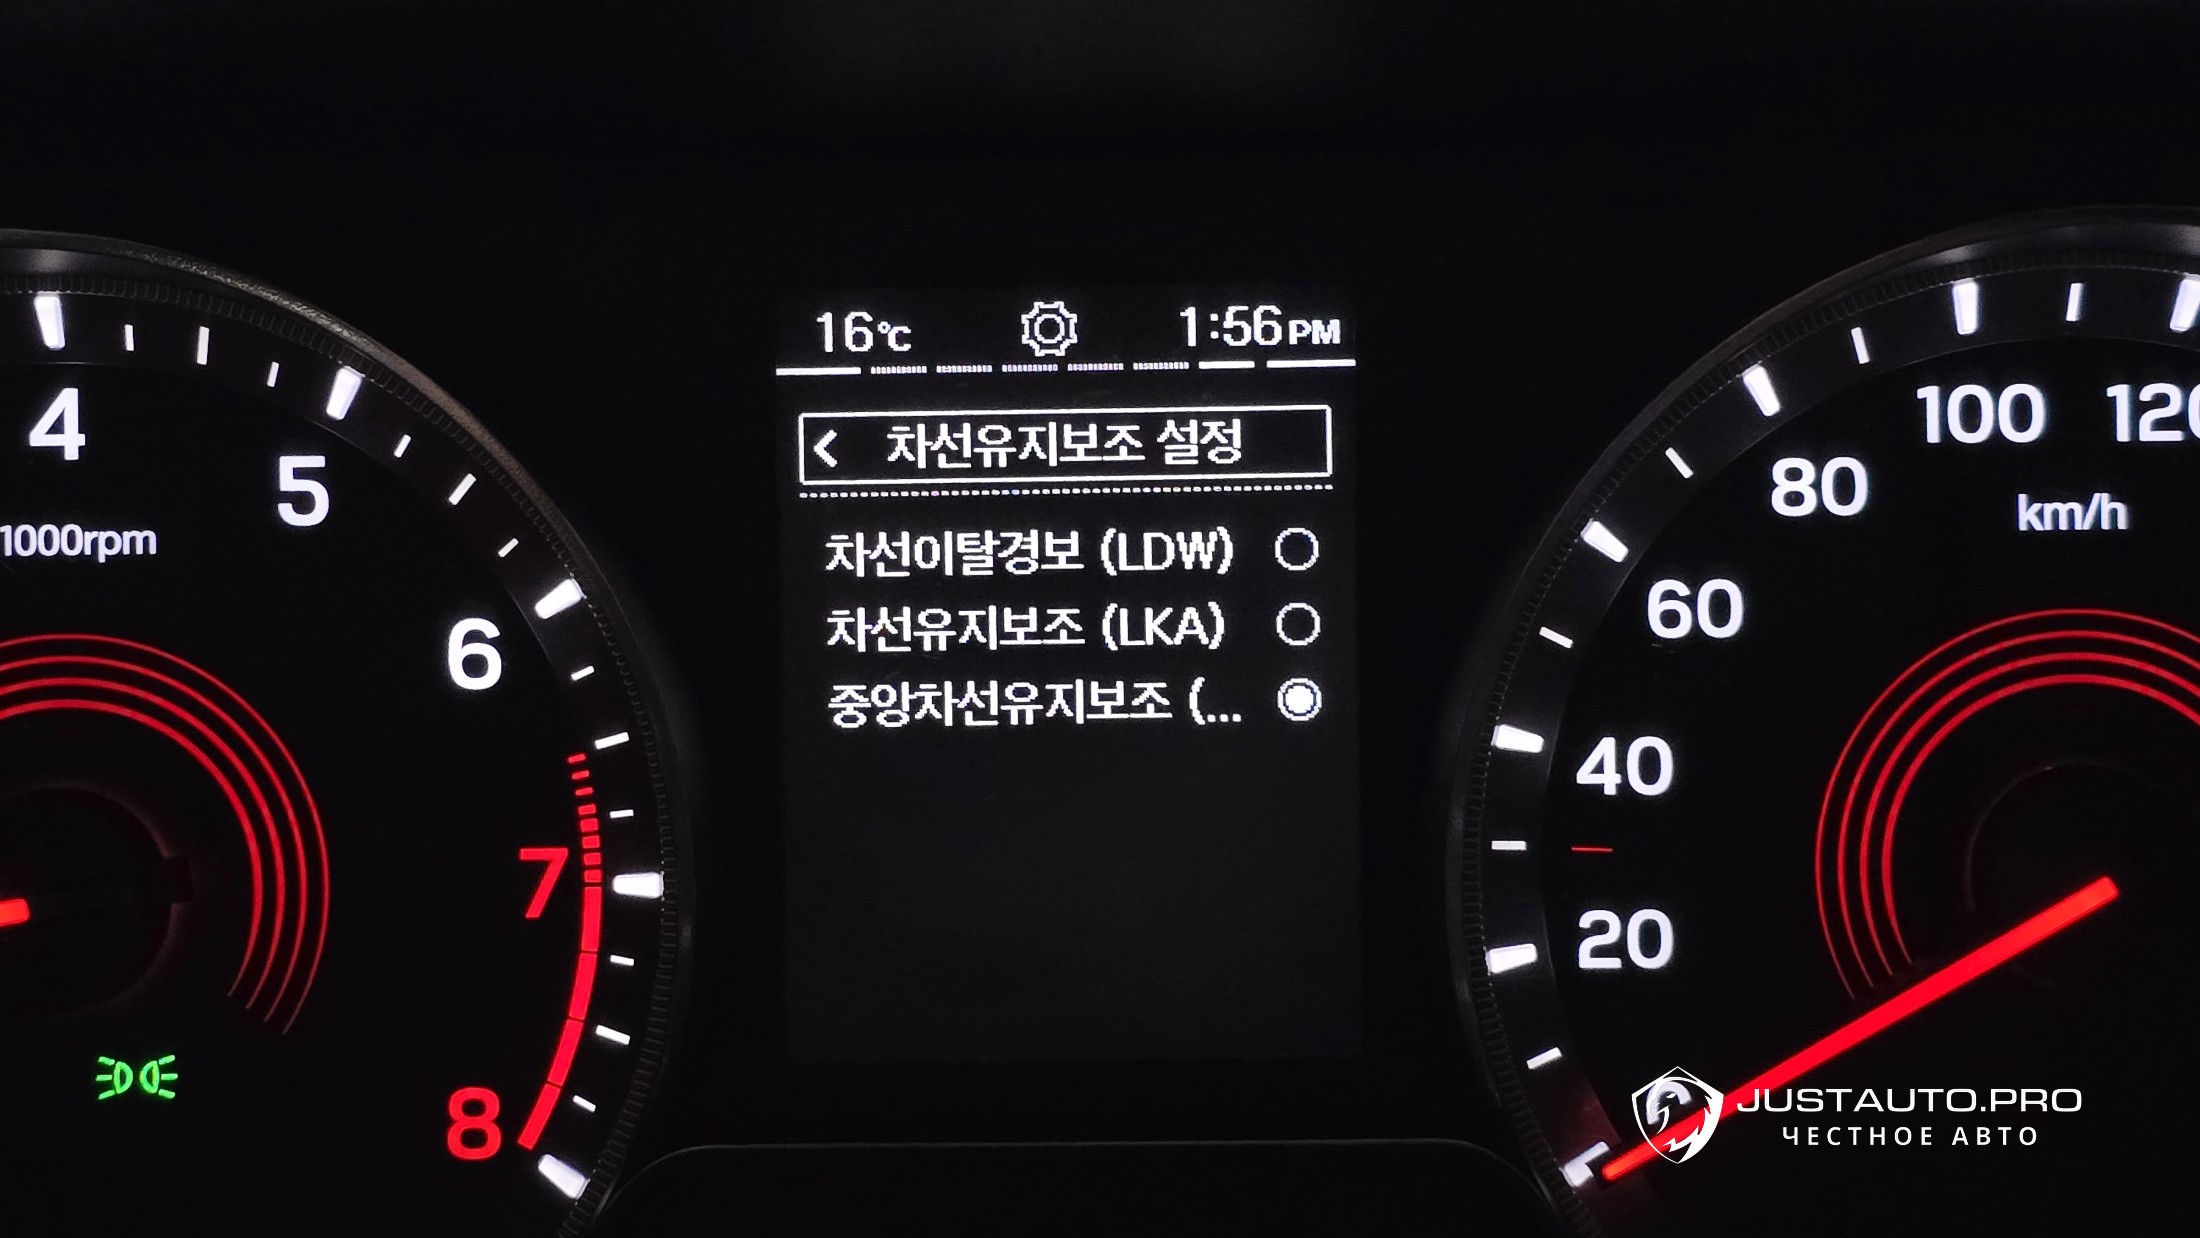 16℃ 1:56PM
차선유지보조 설정
차선이탈경보 (LDW)
차선유지보조 (LKA)
중앙차선유지보조 (...
4
5
1000rpm
6
7
8
100 120
80
km/h
60
40
20
JUSTAUTO.PRO
ЧЕСТНОЕ АВТО